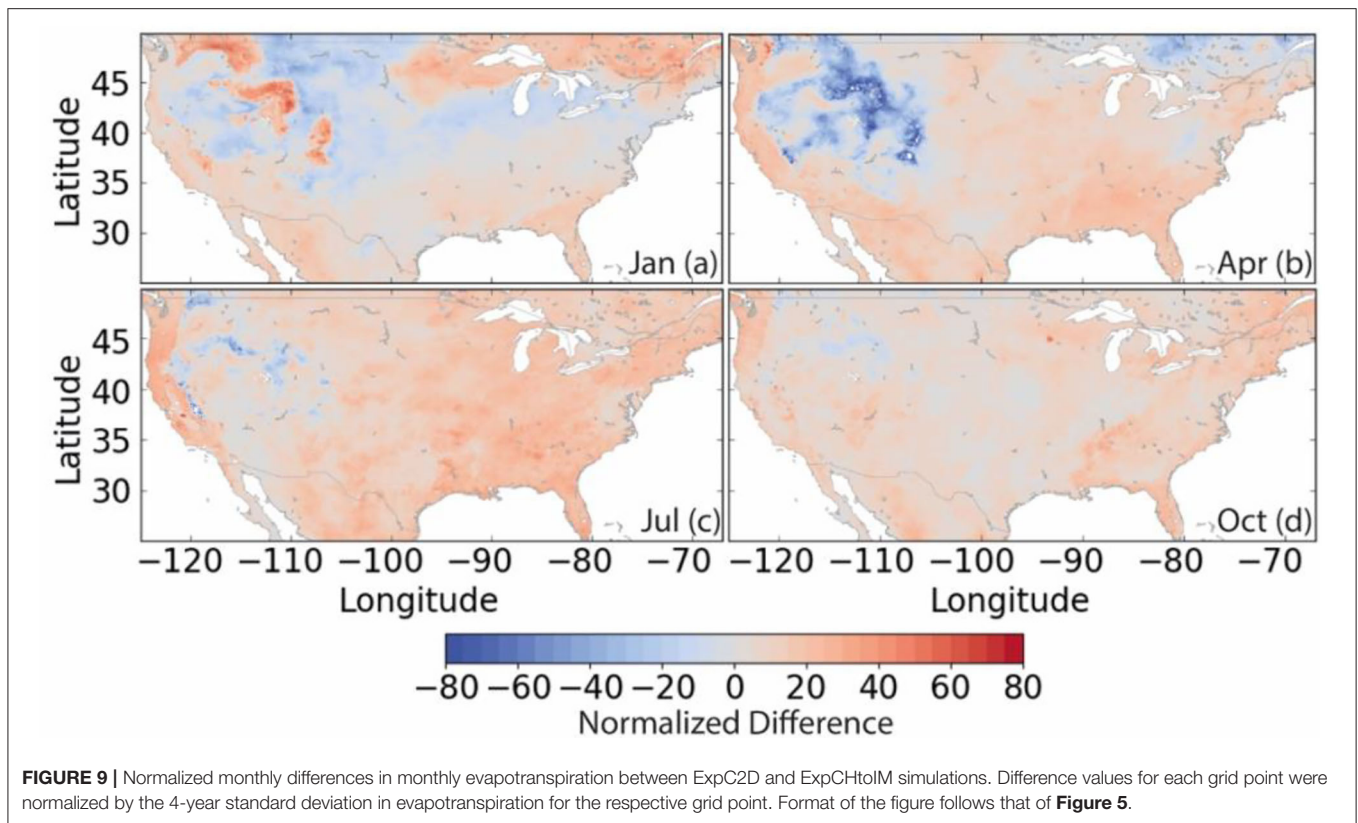 Latitude
45
40
35
30
Jan (a)
Apr (b)
Latitude
45
40
35
30
Jul (c)
Oct (d)
−120 −110 −100 −90 −80 −70
−120 −110 −100 −90 −80 −70
Longitude
Longitude
−80 −60 −40 −20 0 20 40 60 80
Normalized Difference
FIGURE 9 | Normalized monthly differences in monthly evapotranspiration between ExpC2D and ExpCHtoIM simulations. Difference values for each grid point were
normalized by the 4-year standard deviation in evapotranspiration for the respective grid point. Format of the figure follows that of Figure 5.